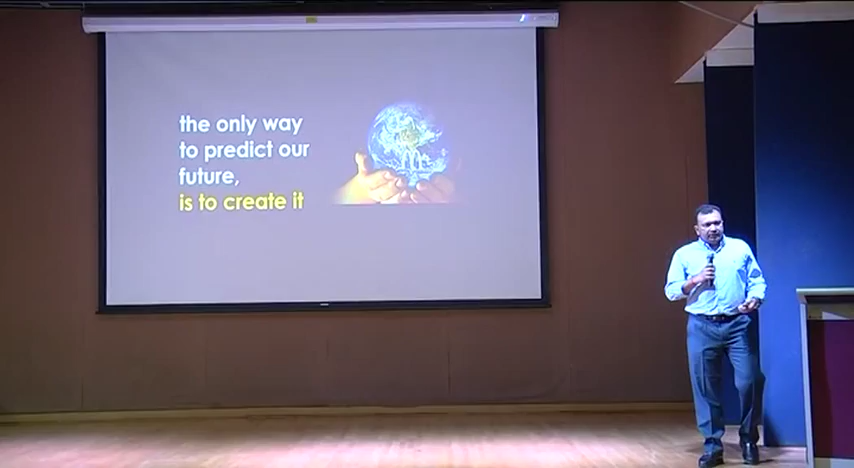 the only way
to predict our
future,
is to create it